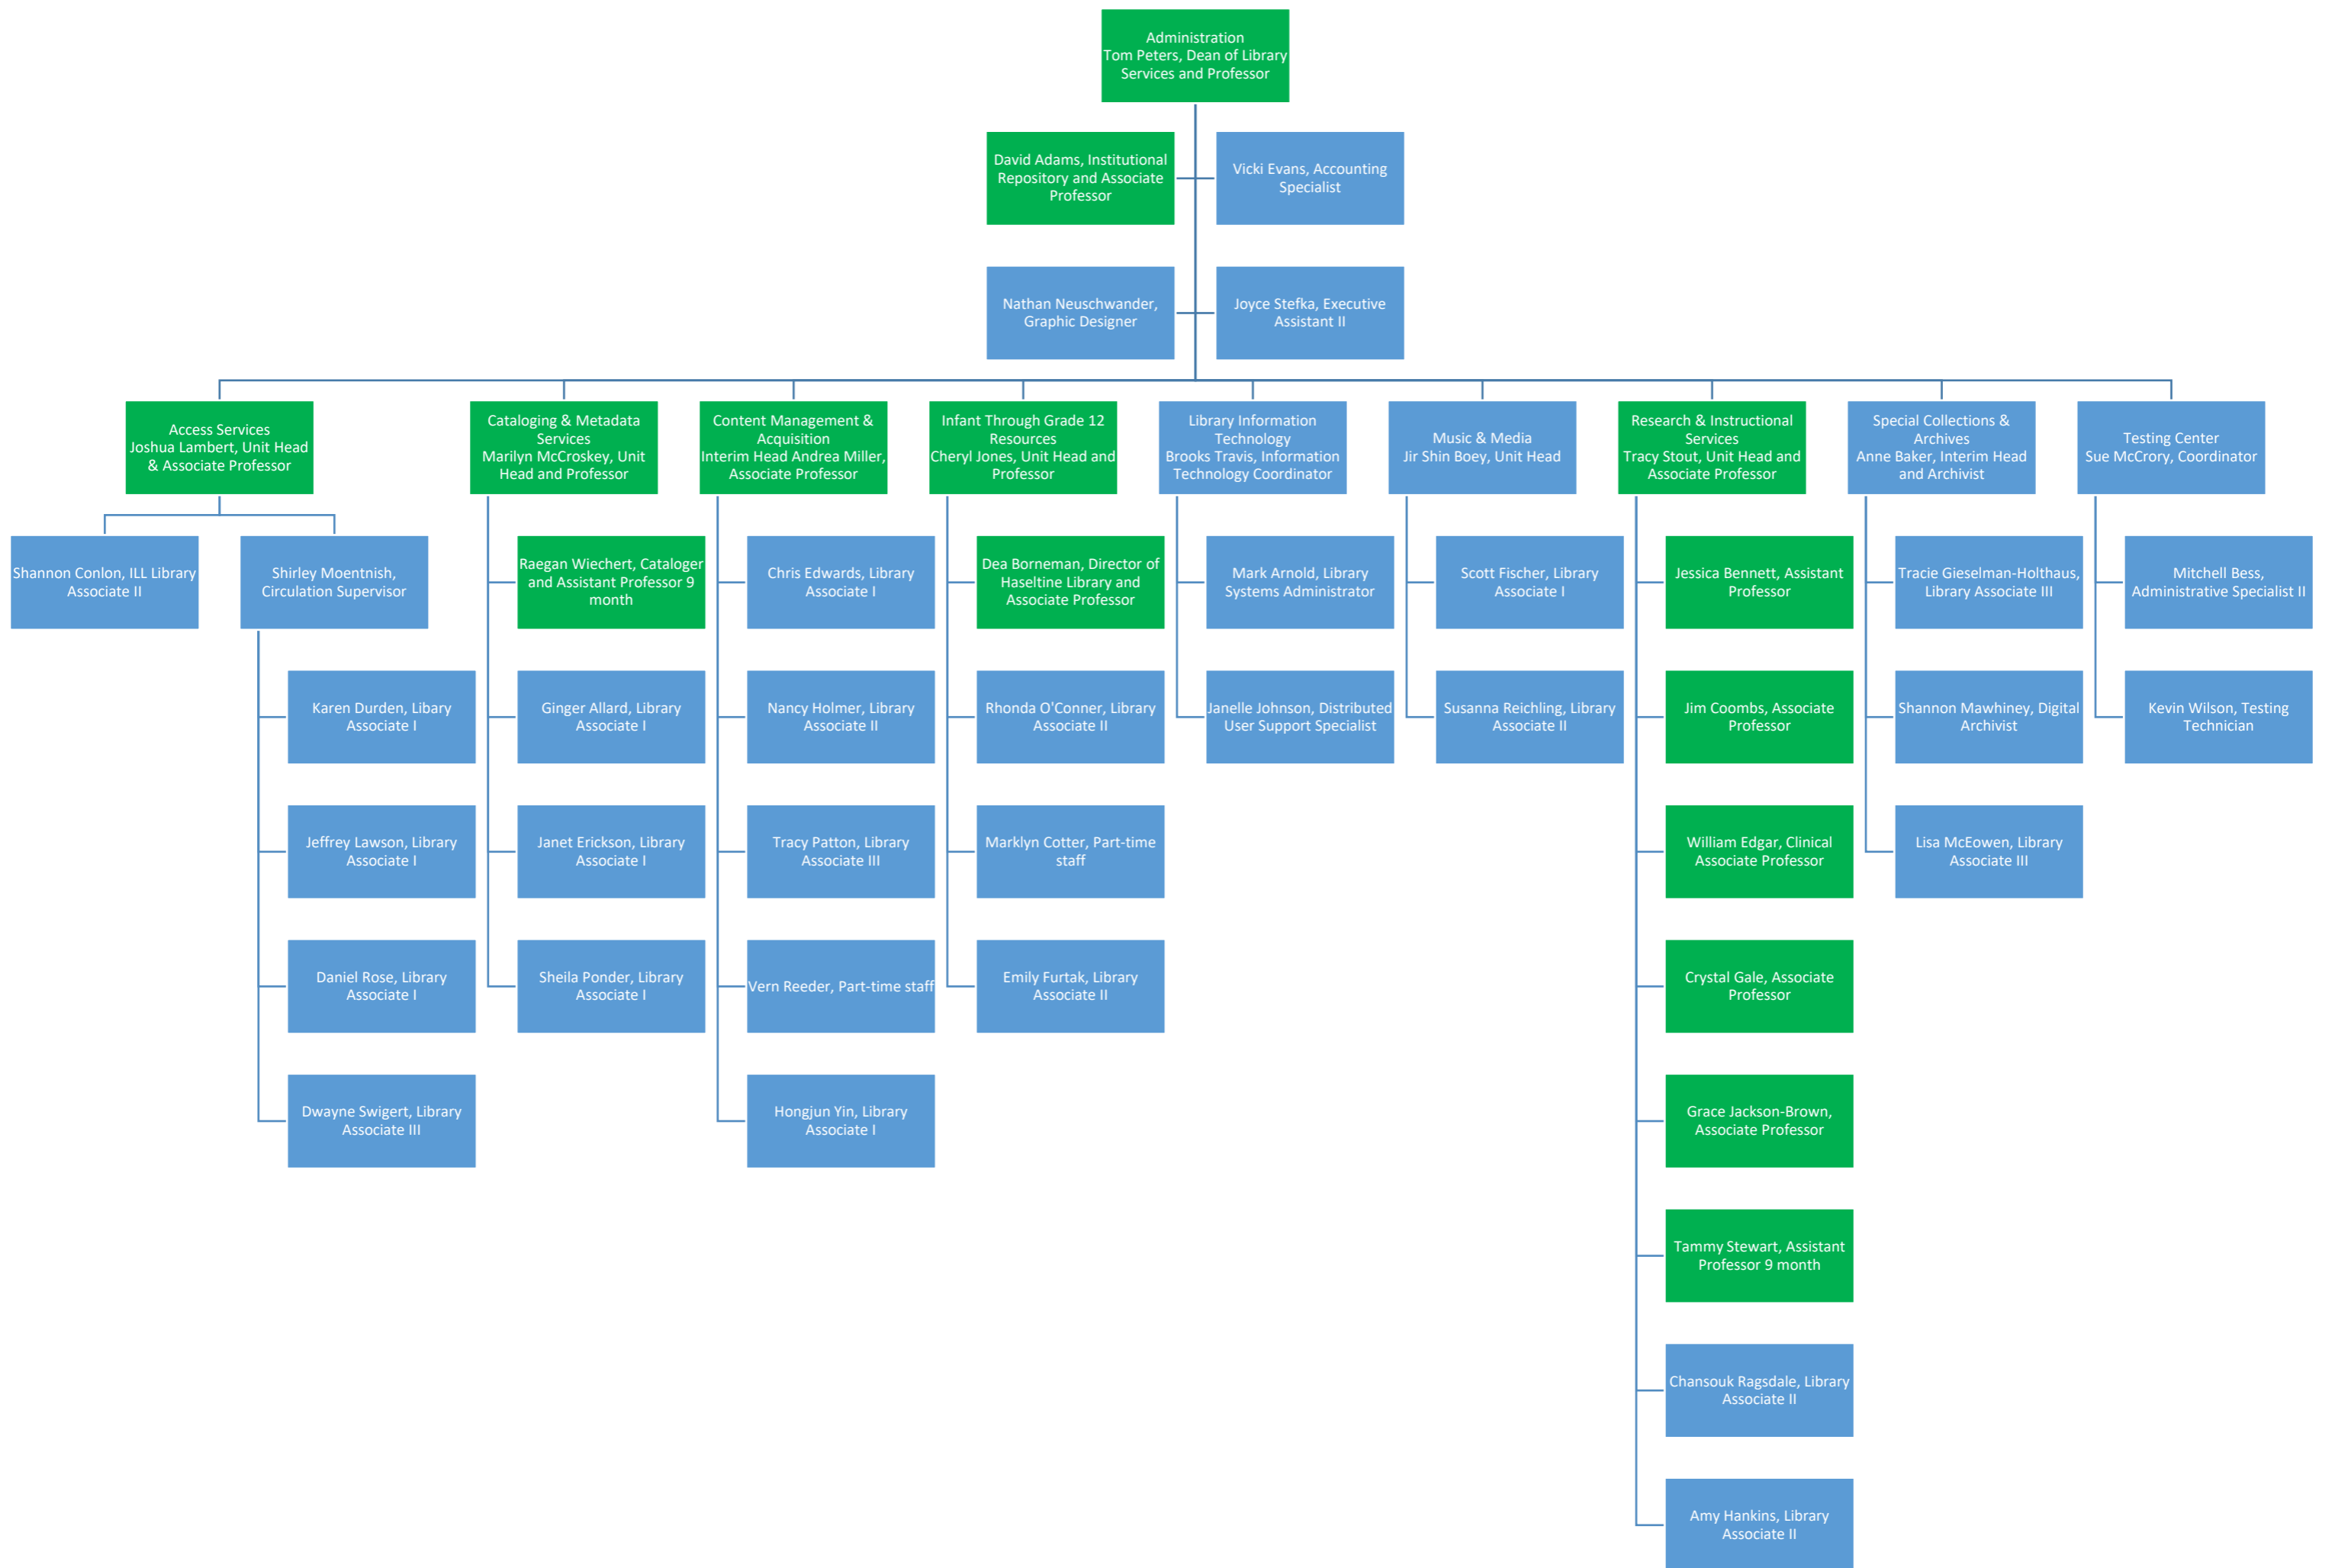 Administration
Tom Peters, Dean of Library
Services and Professor
David Adams, Institutional
Repository and Associate
Professor
Vicki Evans, Accounting
Specialist
Nathan Neuschwander,
Graphic Designer
Joyce Stefka, Executive
Assistant II
Access Services
Joshua Lambert, Unit Head
& Associate Professor
Shannon Conlon, ILL Library
Associate II
Shirley Moentnish,
Circulation Supervisor
Karen Durden, Libary
Associate I
Jeffrey Lawson, Library
Associate I
Daniel Rose, Library
Associate I
Dwayne Swigert, Library
Associate III
Cataloging & Metadata
Services
Marilyn McCroskey, Unit
Head and Professor
Raegan Wiechert, Cataloger
and Assistant Professor 9
month
Ginger Allard, Library
Associate I
Janet Erickson, Library
Associate I
Sheila Ponder, Library
Associate I
Content Management &
Acquisition
Interim Head Andrea Miller,
Associate Professor
Chris Edwards, Library
Associate I
Nancy Holmer, Library
Associate II
Tracy Patton, Library
Associate III
Vern Reeder, Part-time staff
Hongjun Yin, Library
Associate I
Infant Through Grade 12
Resources
Cheryl Jones, Unit Head and
Professor
Dea Borneman, Director of
Haseltine Library and
Associate Professor
Rhonda O'Conner, Library
Associate II
Marklyn Cotter, Part-time
staff
Emily Furtak, Library
Associate II
Library Information
Technology
Brooks Travis, Information
Technology Coordinator
Mark Arnold, Library
Systems Administrator
Janelle Johnson, Distributed
User Support Specialist
Music & Media
Jir Shin Boey, Unit Head
Scott Fischer, Library
Associate I
Susanna Reichling, Library
Associate II
Research & Instructional
Services
Tracy Stout, Unit Head and
Associate Professor
Jessica Bennett, Assistant
Professor
Jim Coombs, Associate
Professor
William Edgar, Clinical
Associate Professor
Crystal Gale, Associate
Professor
Grace Jackson-Brown,
Associate Professor
Tammy Stewart, Assistant
Professor 9 month
Chansouk Ragsdale, Library
Associate II
Amy Hankins, Library
Associate II
Special Collections &
Archives
Anne Baker, Interim Head
and Archivist
Tracie Gieselman-Holthaus,
Library Associate III
Shannon Mawhiney, Digital
Archivist
Lisa McEowen, Library
Associate III
Testing Center
Sue McCrory, Coordinator
Mitchell Bess,
Administrative Specialist II
Kevin Wilson, Testing
Technician